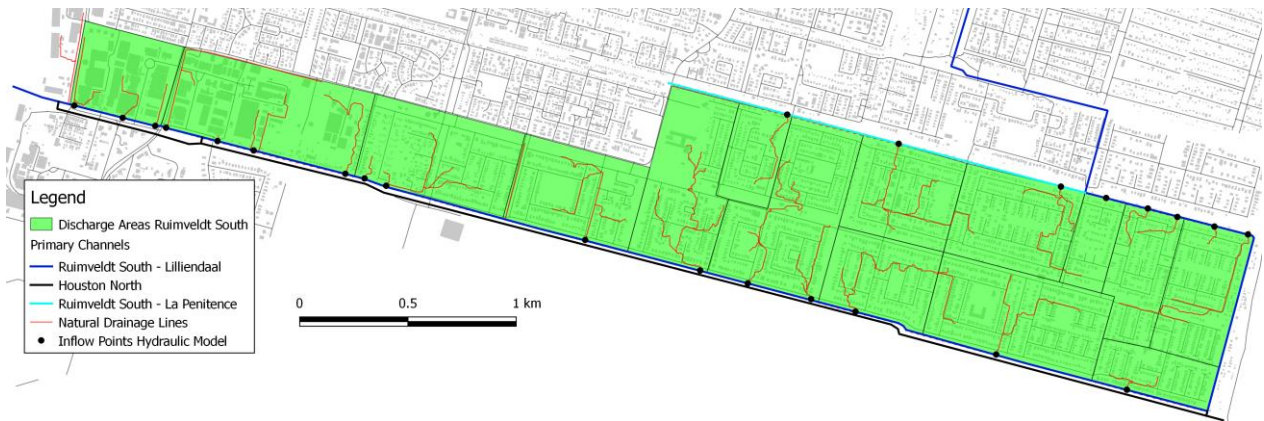 Legend
Discharge Areas Ruimveldt South
Primary Channels
Ruimveldt South - Lilliendaal
Houston North
Ruimveldt South - La Penitence
Natural Drainage Lines
Inflow Points Hydraulic Model
0 0.5 1 km